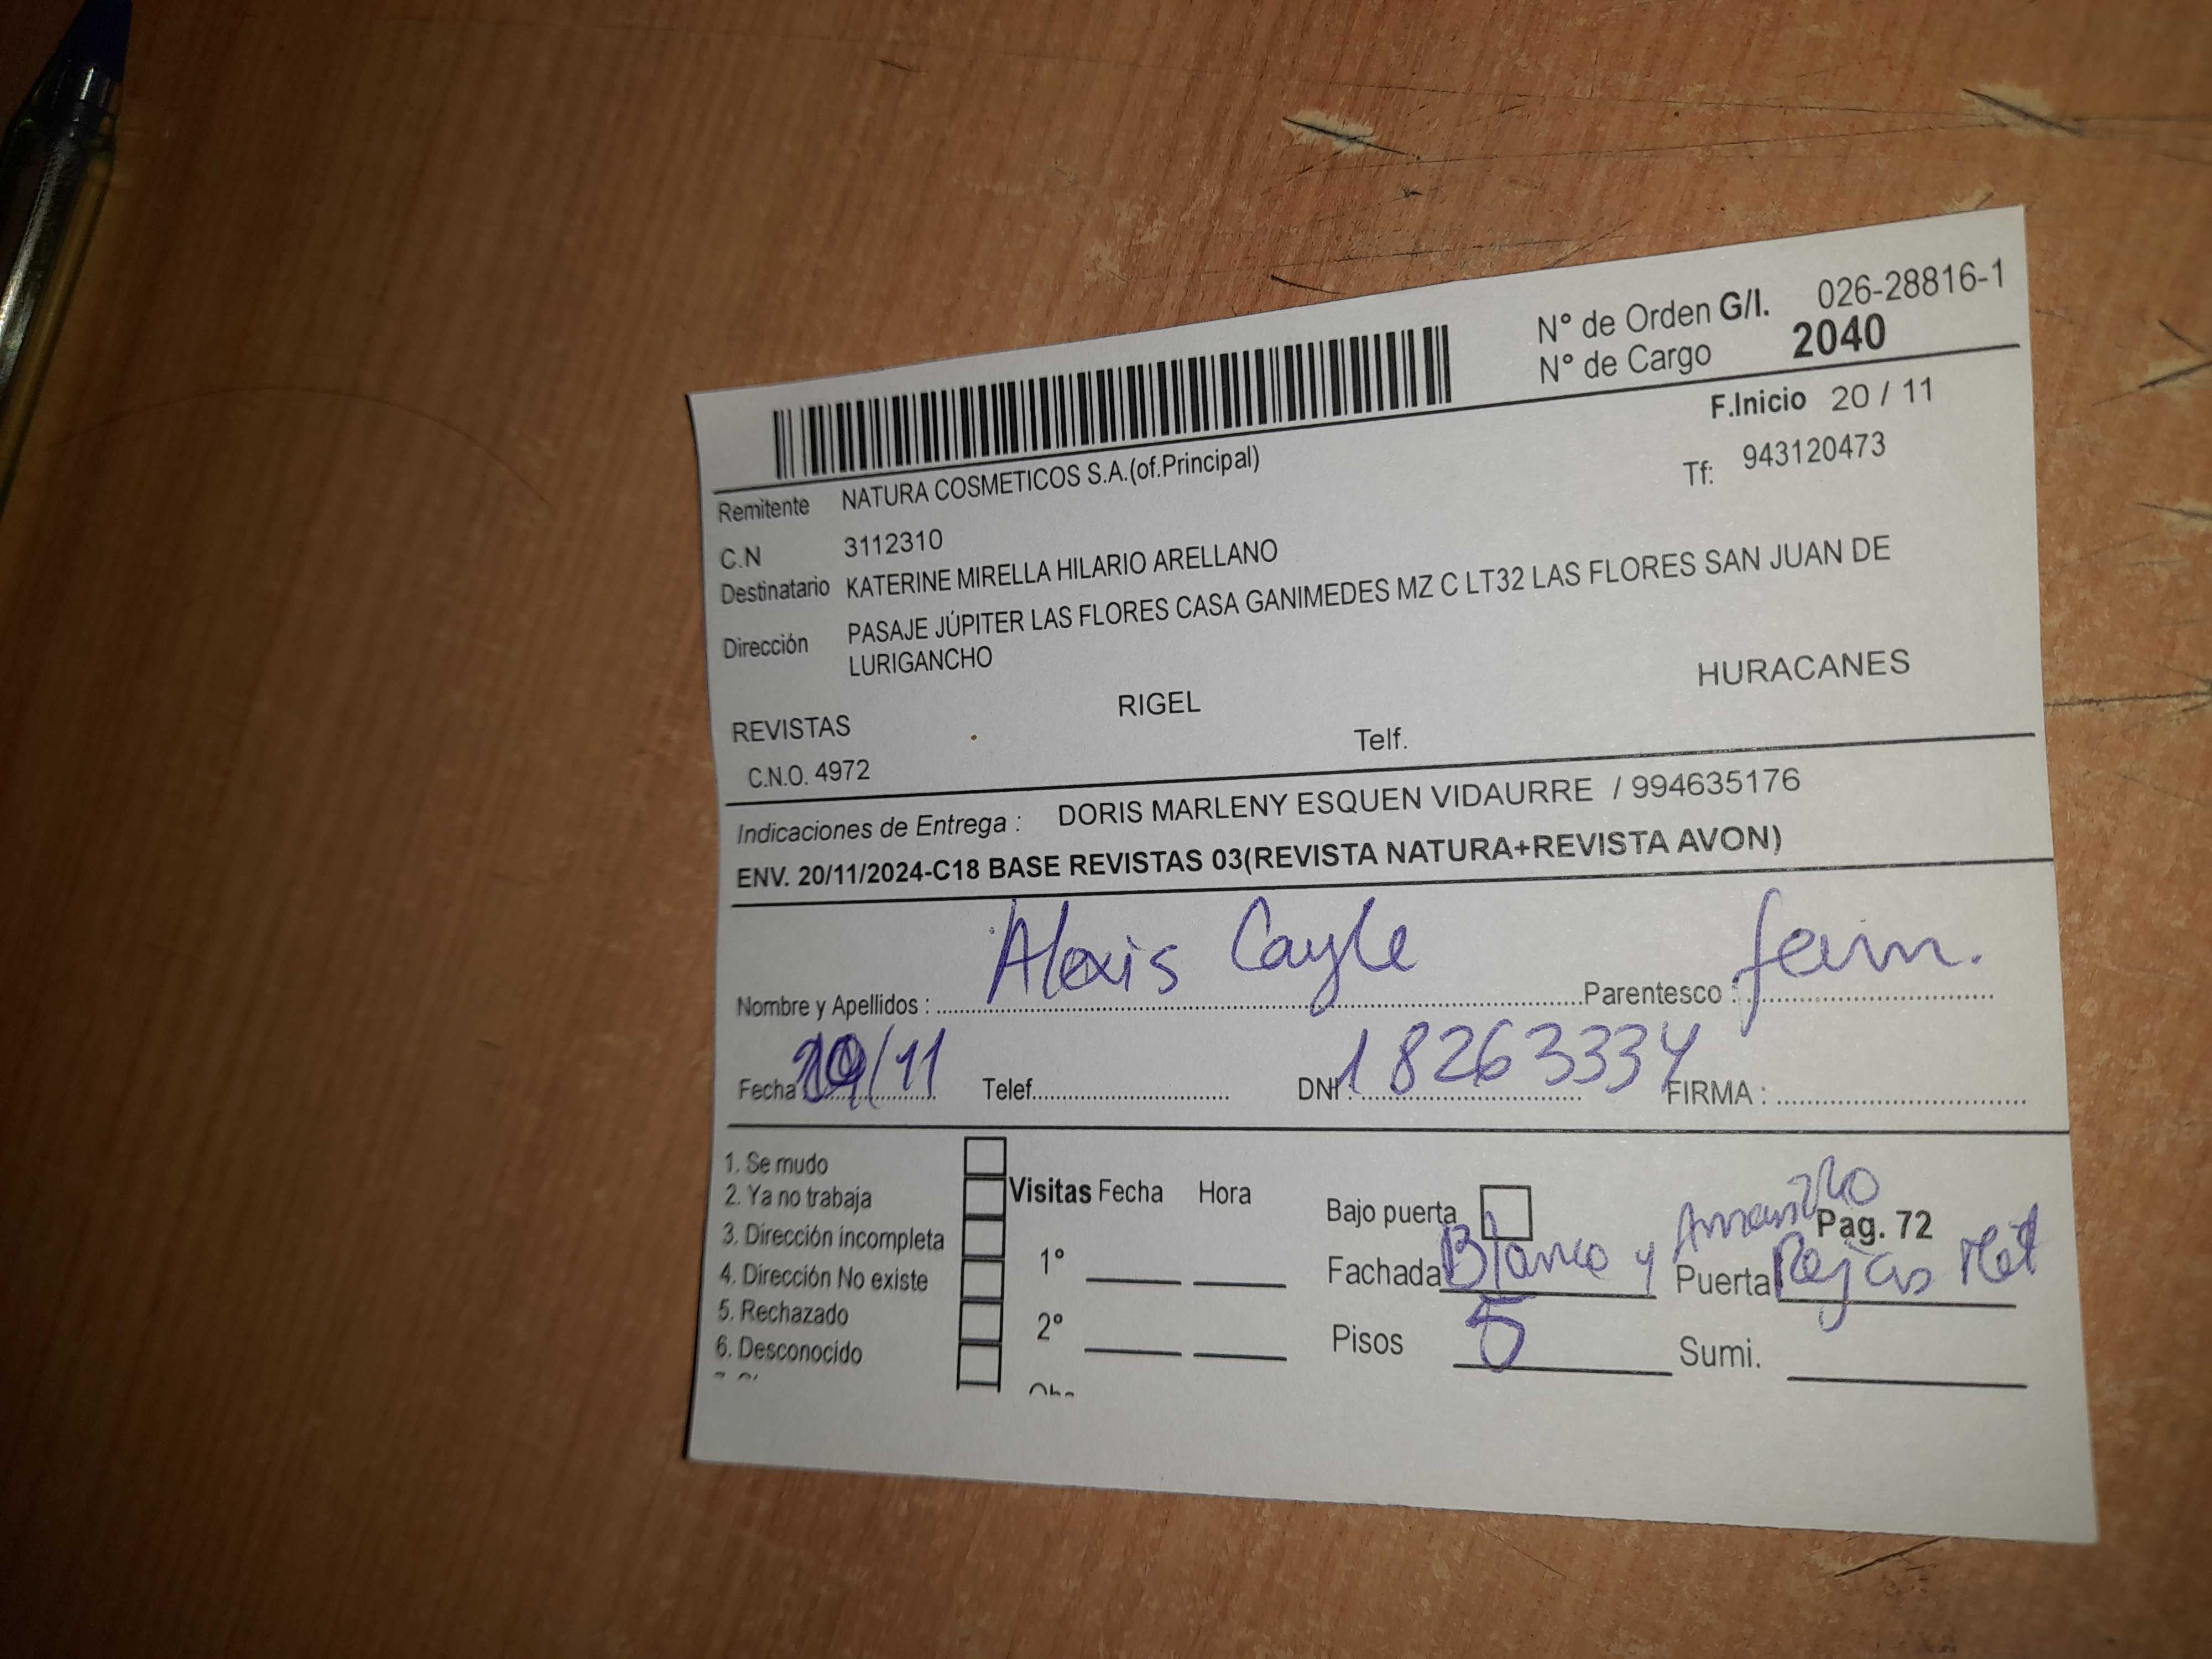 N° de Orden G/I. 026-28816-1
N° de Cargo 2040
F.Inicio 20 / 11
Remitente NATURA COSMETICOS S.A.(of.Principal)
Tf: 943120473
C.N 3112310
Destinatario KATERINE MIRELLA HILARIO ARELLANO
Dirección PASAJE JÚPITER LAS FLORES CASA GANIMEDES MZ C LT32 LAS FLORES SAN JUAN DE
LURIGANCHO
REVISTAS RIGEL HURACANES
C.N.O. 4972 Telf.
Indicaciones de Entrega : DORIS MARLENY ESQUEN VIDAURRE / 994635176
ENV. 20/11/2024-C18 BASE REVISTAS 03(REVISTA NATURA+REVISTA AVON)
Nombre y Apellidos : Alexis Cayle Parentesco : fam.
Fecha /11 Telef. DNI : 18263334 FIRMA :
1. Se mudo
2. Ya no trabaja
3. Dirección incompleta
4. Dirección No existe
5. Rechazado
6. Desconocido
Visitas Fecha Hora
1°
2°
Bajo puerta
Pag. 72
Fachada Blanco y Amarillo Puerta Rejas Met
Pisos 5 Sumi.